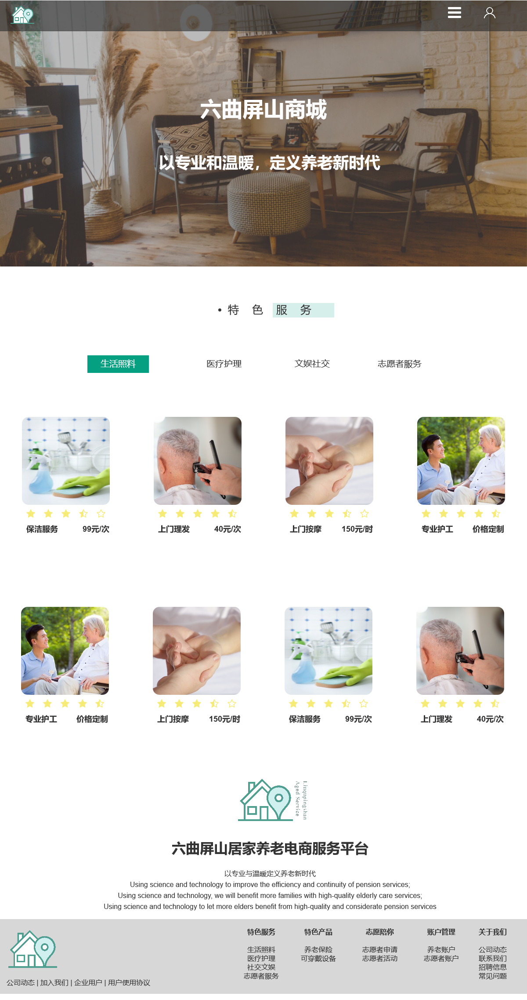 六曲屏山商城
以专业和温暖，定义养老新时代
• 特 色 服 务
生活照料 医疗护理 文娱社交 志愿者服务
保洁服务 99元/次 上门理发 40元/次 上门按摩 150元/时 专业护工 价格定制
专业护工 价格定制 上门按摩 150元/时 保洁服务 99元/次 上门理发 40元/次
Liuqupingshan
Aged Service
六曲屏山居家养老电商服务平台
以专业与温暖定义养老新时代
Using science and technology to improve the efficiency and continuity of pension services;
Using science and technology, we will benefit more families with high-quality elderly care services;
Using science and technology to let more elders benefit from high-quality and considerate pension services
特色服务 特色产品 志愿陪你 账户管理 关于我们
生活照料 养老保险 志愿者申请 养老账户 公司动态
医疗护理 可穿戴设备 志愿者活动 志愿者账户 联系我们
社交文娱 招聘信息
志愿者服务 常见问题
公司动态 | 加入我们 | 企业用户 | 用户使用协议